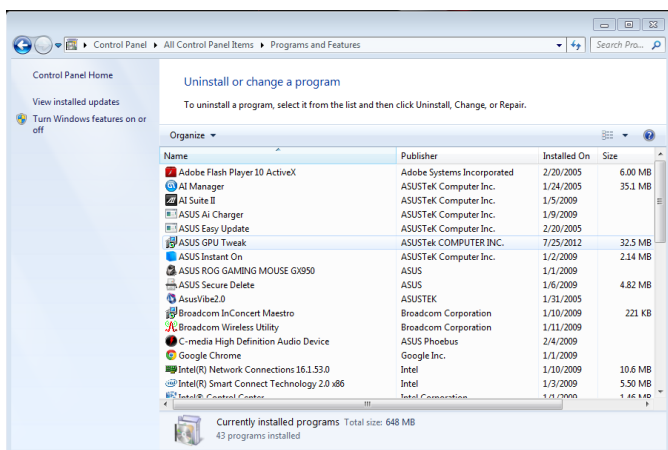 Control Panel ▸ All Control Panel Items ▸ Programs and Features
Search Pro...
Control Panel Home
View installed updates
Turn Windows features on or
off
Uninstall or change a program
To uninstall a program, select it from the list and then click Uninstall, Change, or Repair.
Organize
Name Publisher Installed On Size
Adobe Flash Player 10 ActiveX Adobe Systems Incorporated 2/20/2005 6.00 MB
AI Manager ASUSTeK Computer Inc. 1/24/2005 35.1 MB
AI Suite II ASUSTeK Computer Inc. 1/5/2009
ASUS Ai Charger ASUSTeK Computer Inc. 1/9/2009
ASUS Easy Update ASUSTeK Computer Inc. 2/20/2005
ASUS GPU Tweak ASUSTek COMPUTER INC. 7/25/2012 32.5 MB
ASUS Instant On ASUSTeK Computer Inc. 1/2/2009 2.14 MB
ASUS ROG GAMING MOUSE GX950 ASUS 1/1/2009
ASUS Secure Delete ASUS 1/6/2009 4.82 MB
AsusVibe2.0 ASUSTEK 1/31/2005
Broadcom InConcert Maestro Broadcom Corporation 1/10/2009 221 KB
Broadcom Wireless Utility Broadcom Corporation 1/11/2009
C-media High Definition Audio Device ASUS Phoebus 2/4/2009
Google Chrome Google Inc. 1/1/2009
Intel(R) Network Connections 16.1.53.0 Intel 1/10/2009 10.6 MB
Intel(R) Smart Connect Technology 2.0 x86 Intel 1/3/2009 5.50 MB
Intel® Control Center Intel Corporation 1/1/2009 1.46 MB
Currently installed programs Total size: 648 MB
43 programs installed